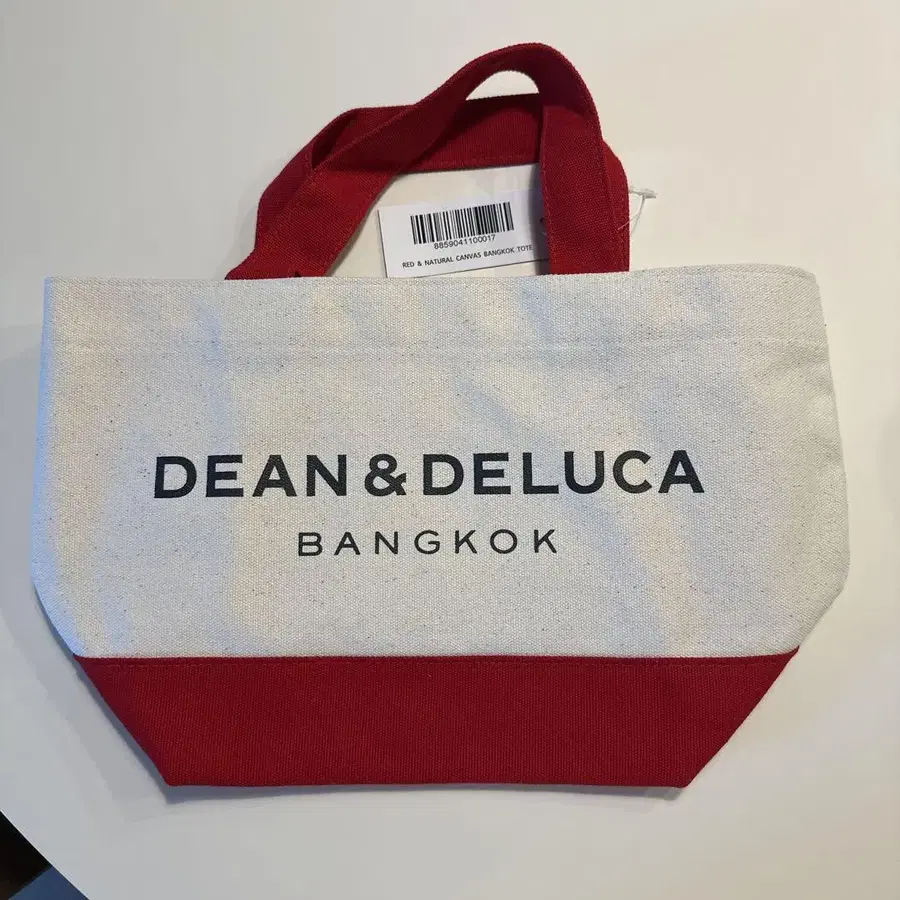 8859041100017
RED & NATURAL CANVAS BANGKOK TOTE
DEAN & DELUCA
BANGKOK